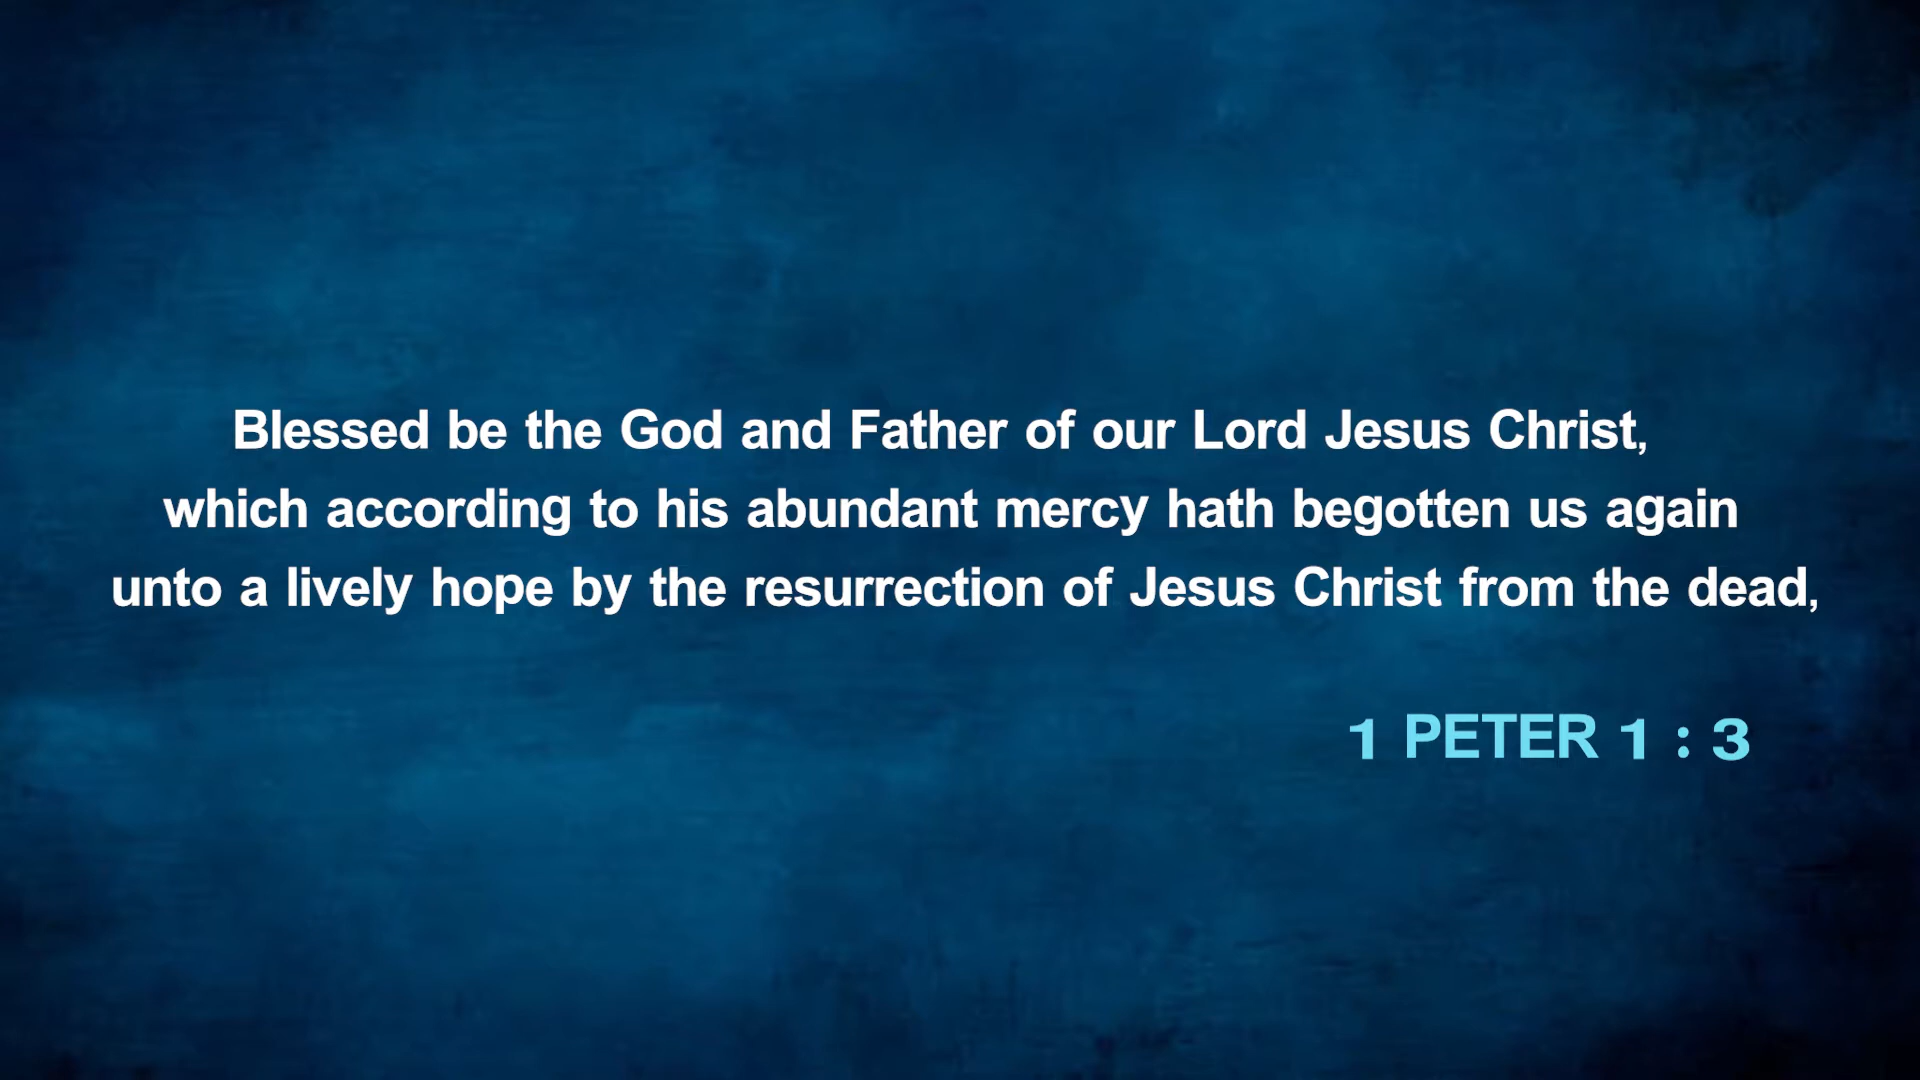 Blessed be the God and Father of our Lord Jesus Christ,
which according to his abundant mercy hath begotten us again
unto a lively hope by the resurrection of Jesus Christ from the dead,
1 PETER 1 : 3